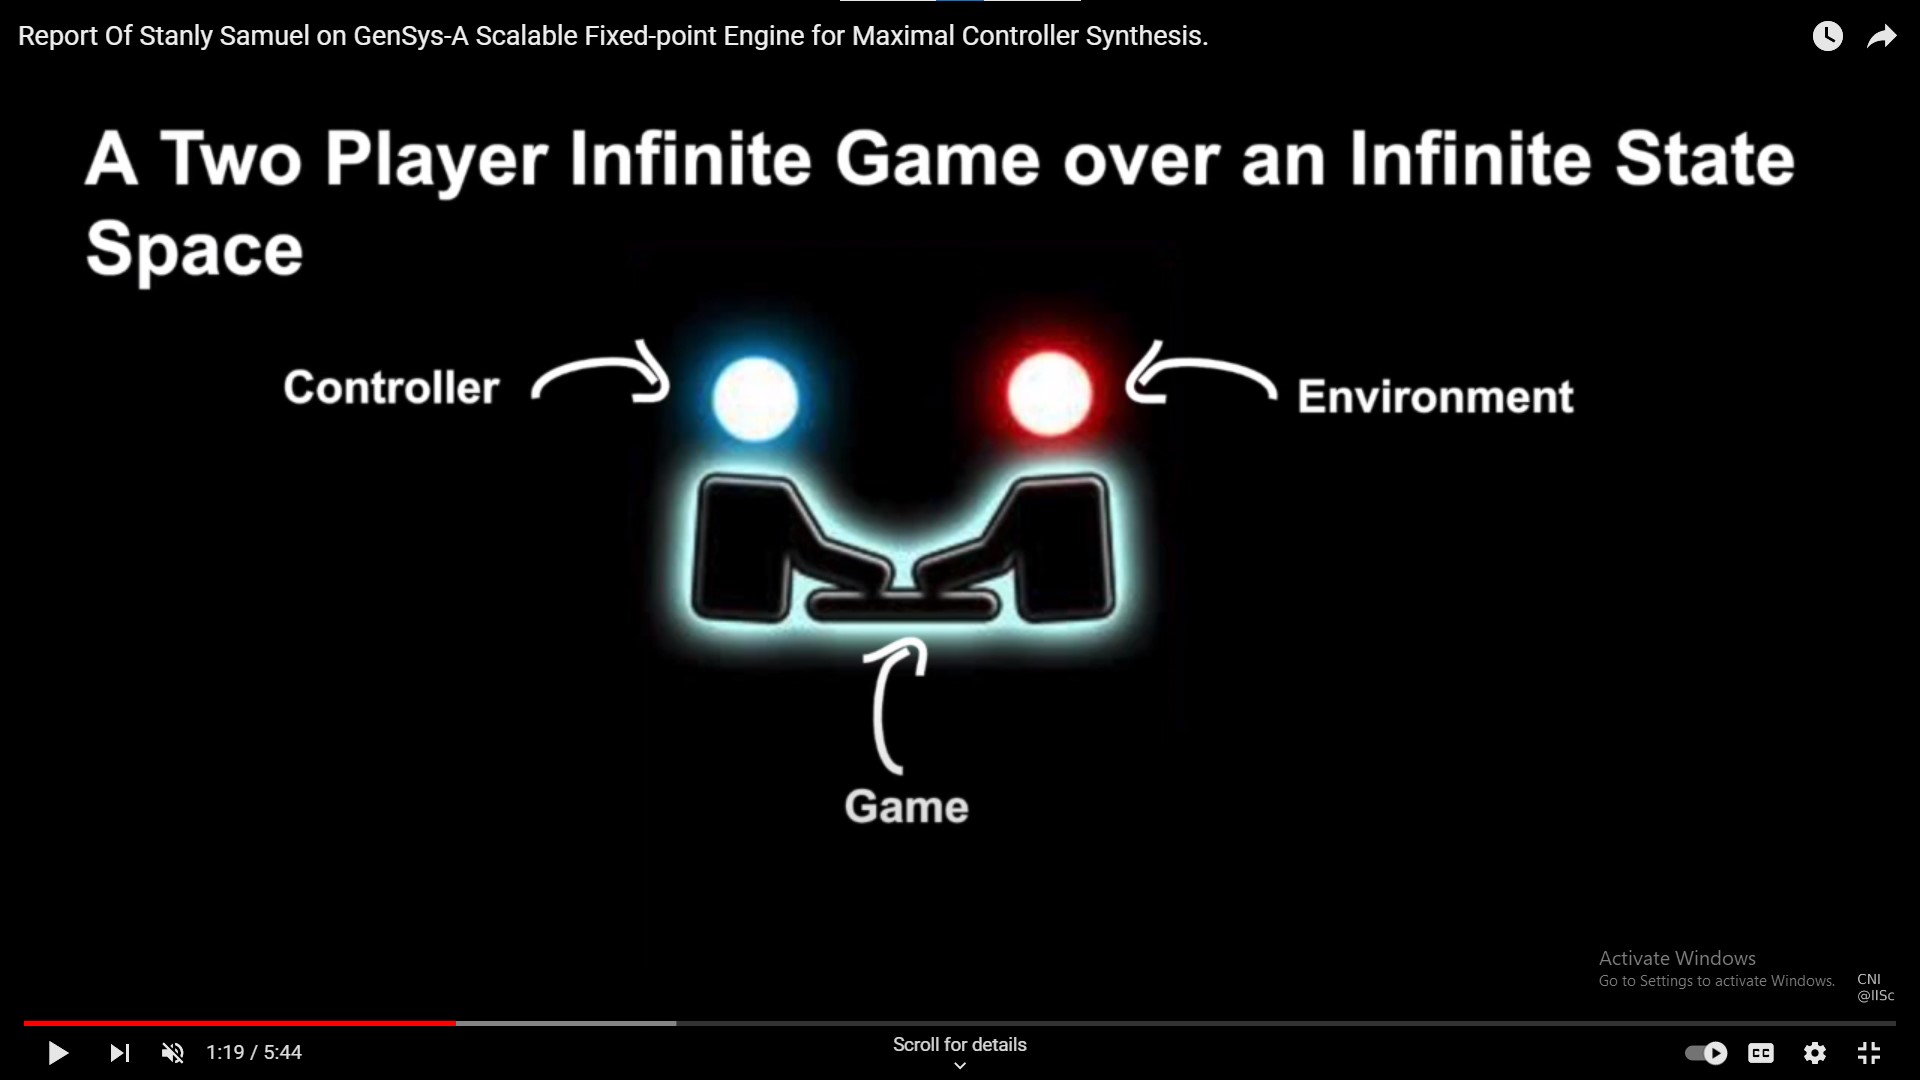 Report Of Stanly Samuel on GenSys-A Scalable Fixed-point Engine for Maximal Controller Synthesis.
A Two Player Infinite Game over an Infinite State
Space
Controller
Environment
Game
Activate Windows
Go to Settings to activate Windows.
CNI
@IISc
1:19 / 5:44
Scroll for details
CC